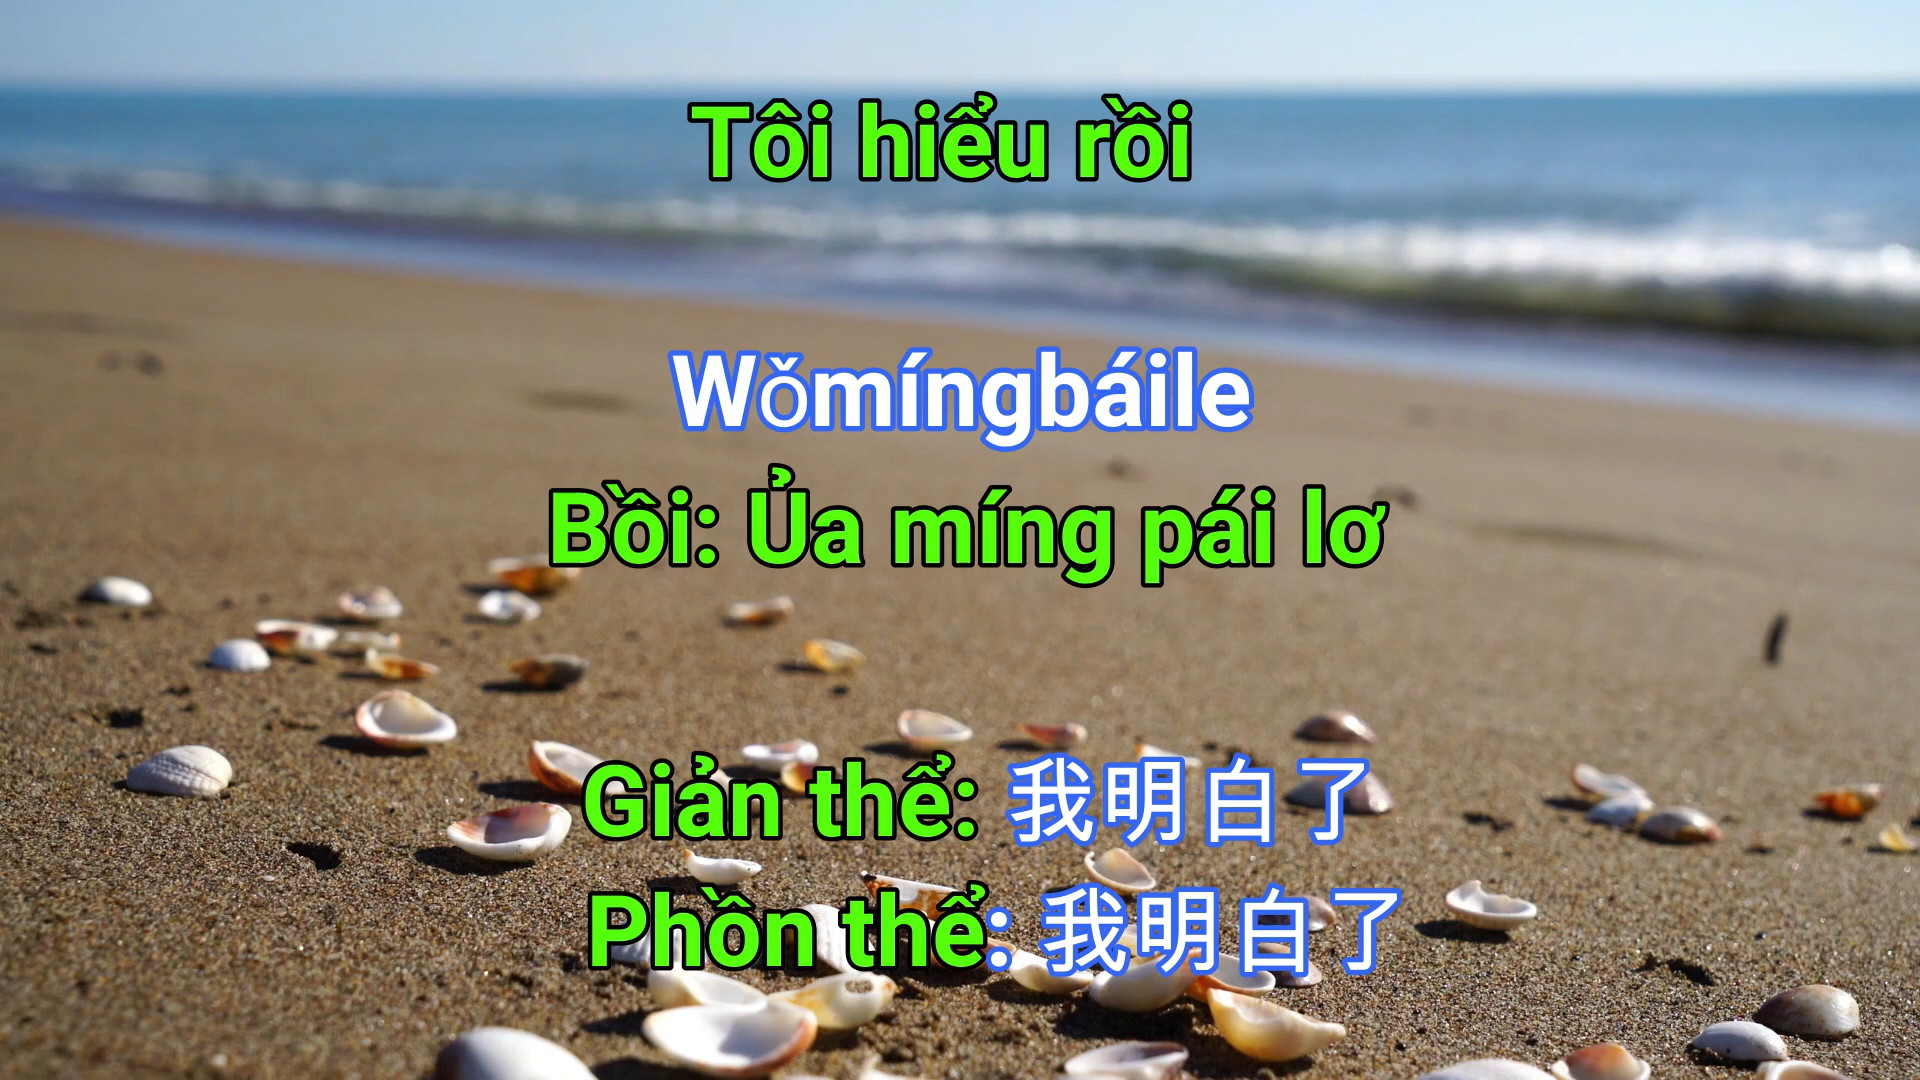 Tôi hiểu rồi
Wǒmíngbáile
Bồi: Ủa míng pái lơ
Giản thể: 我明白了
Phồn thể: 我明白了